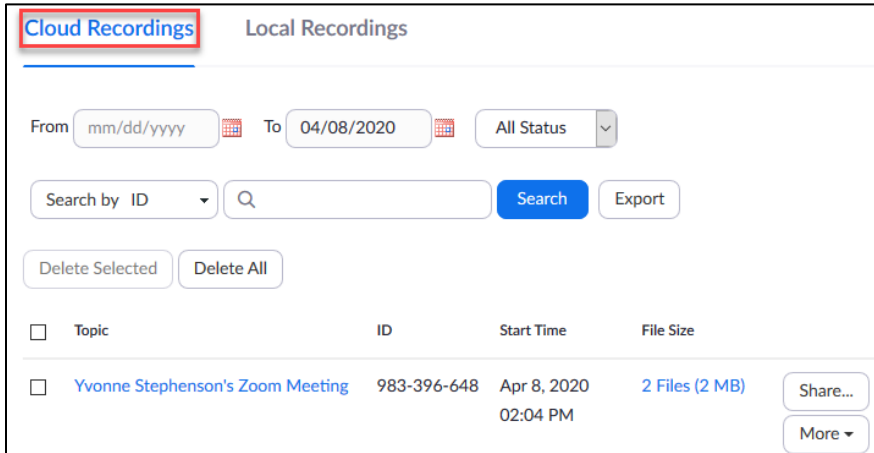 Cloud Recordings Local Recordings
From mm/dd/yyyy To 04/08/2020 All Status
Search by ID Search Export
Delete Selected Delete All
Topic ID Start Time File Size
Yvonne Stephenson's Zoom Meeting 983-396-648 Apr 8, 2020 2 Files (2 MB) Share...
02:04 PM
More